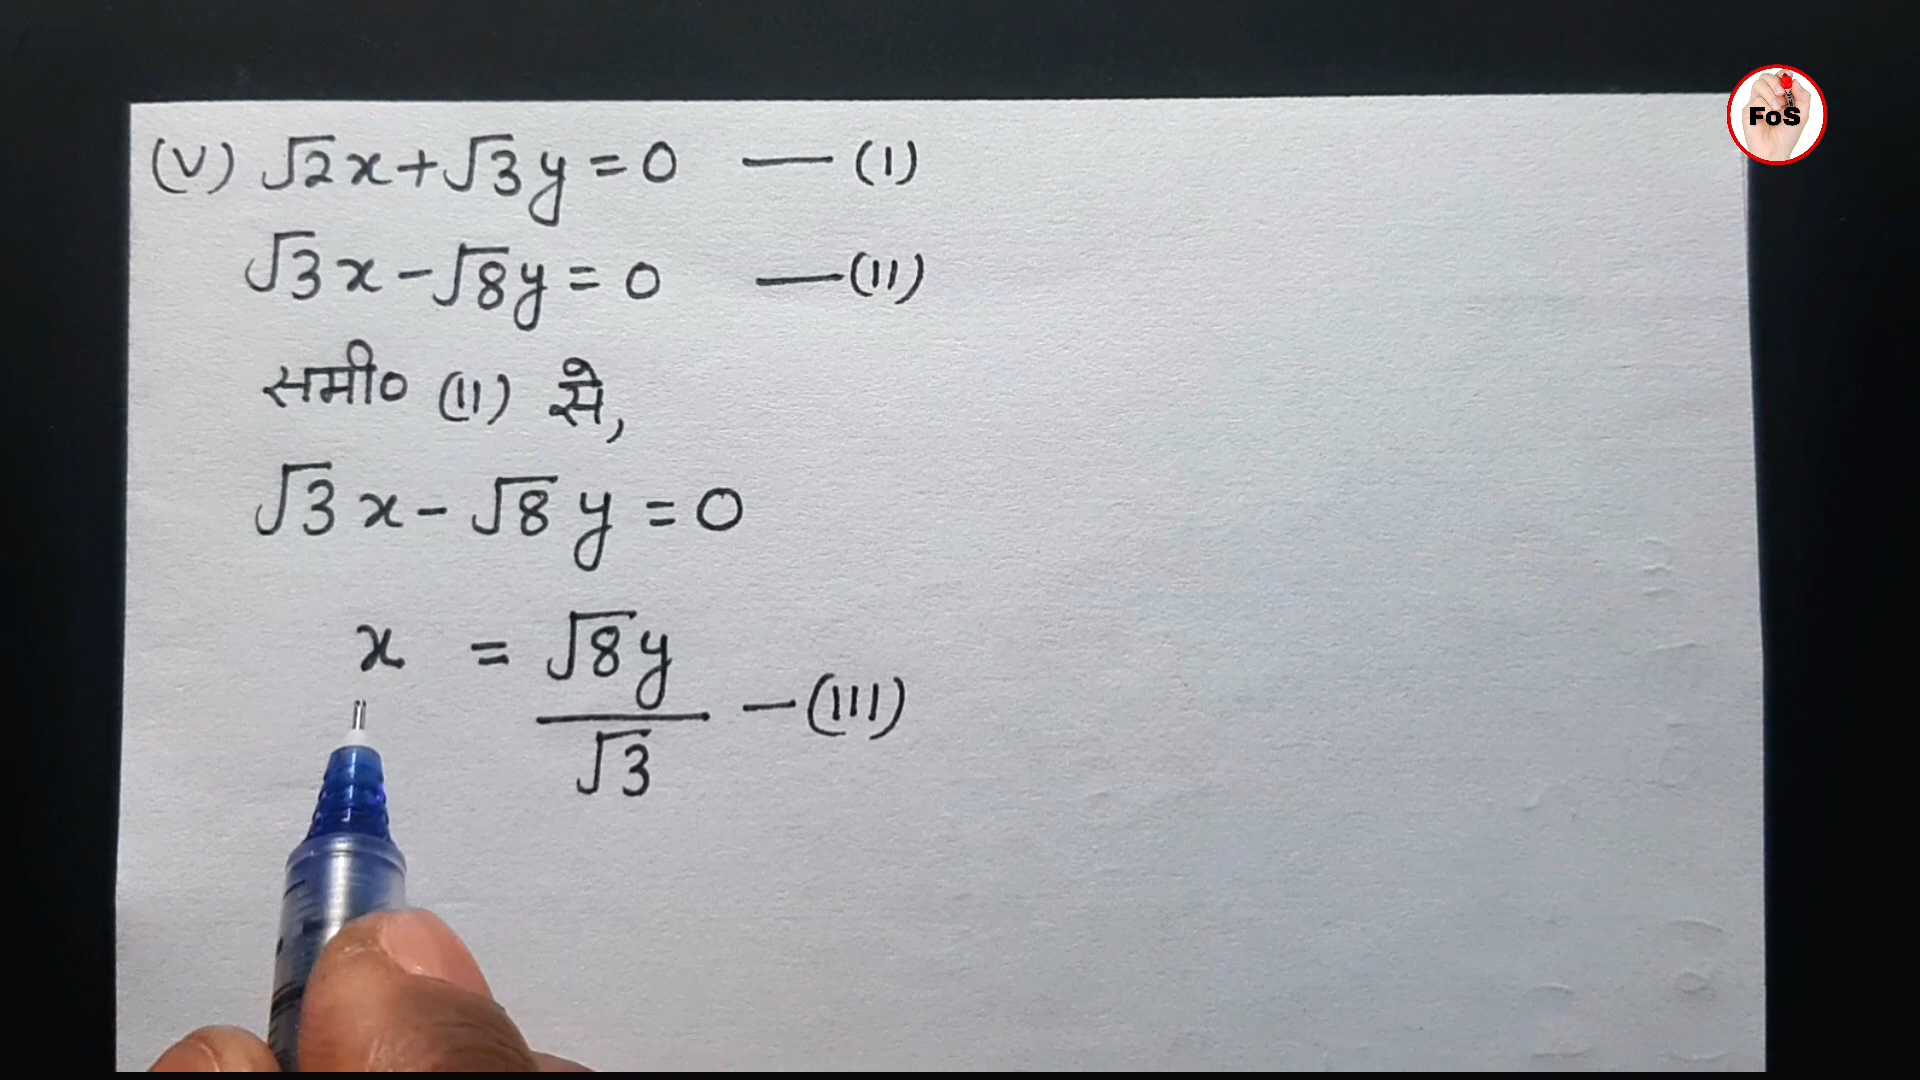 FoS
(V) √2x+√3y=0 — (I)
√3x-√8y=0 —(II)
समी० (II) से,
√3x-√8y=0
x = √8y/√3 -(III)